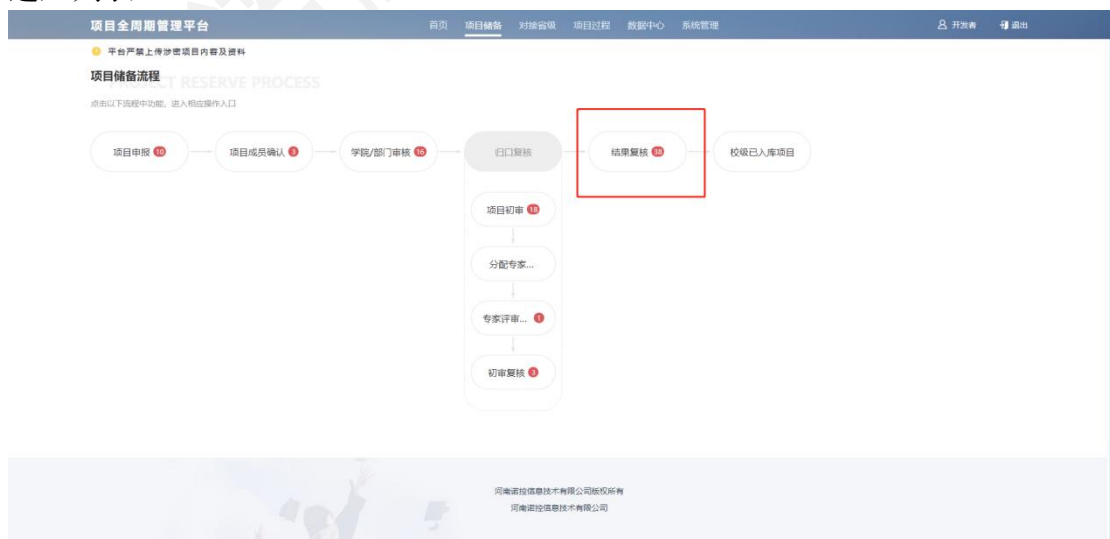 项目全周期管理平台 首页 项目储备 对接省级 项目过程 数据中心 系统管理 开发者 退出
平台严禁上传涉密项目内容及资料
项目储备流程
PROJECT RESERVE PROCESS
点击以下流程中功能,进入相应操作入口
项目申报 10 项目成员确认 3 学院/部门审核 16 归口复核 结果复核 38 校级已入库项目
项目初审 18
分配专家...
专家评审... 1
初审复核 3
河南诺控信息技术有限公司版权所有
河南诺控信息技术有限公司